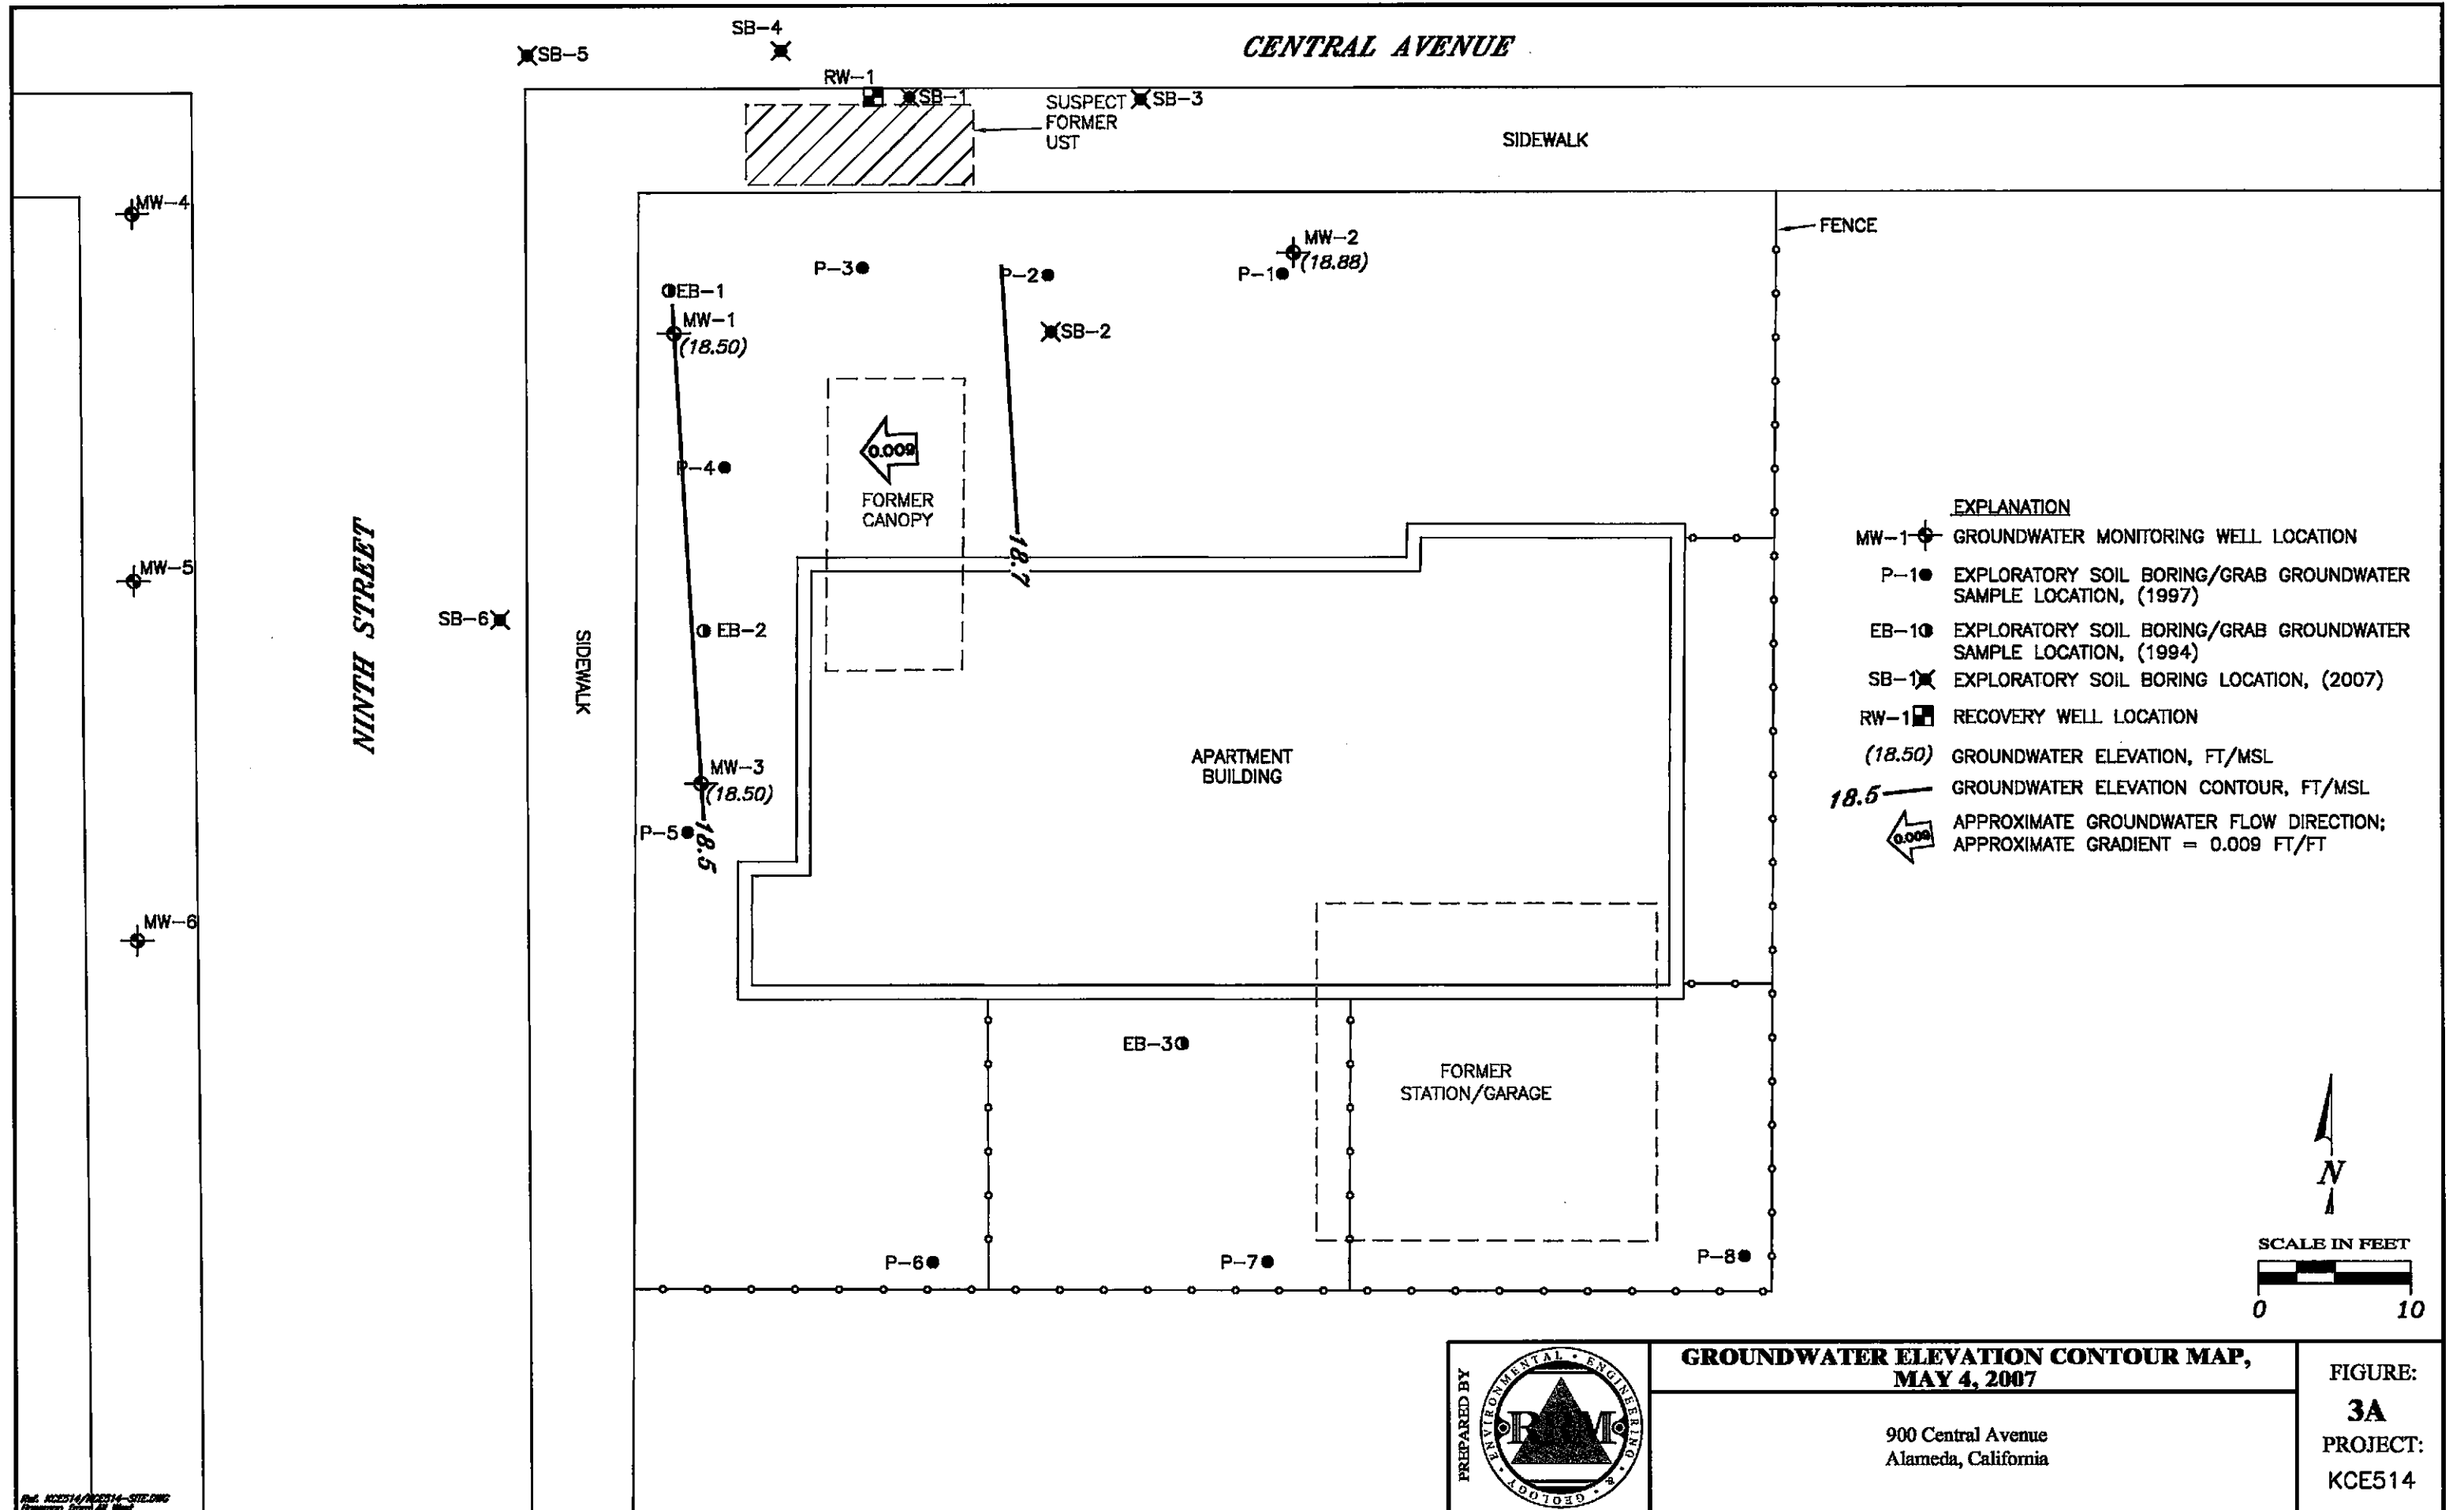 CENTRAL AVENUE
SB-4
SB-5
RW-1
SB-1
SUSPECT
FORMER
UST
SB-3
SIDEWALK
MW-4
FENCE
MW-2
(18.88)
P-3
P-2
P-1
EB-1
MW-1
(18.50)
SB-2
0.009
P-4
FORMER
CANOPY
18.7
NINTH STREET
MW-5
SB-6
SIDEWALK
EB-2
APARTMENT
BUILDING
MW-3
(18.50)
P-5
18.5
MW-6
EXPLANATION
MW-1 GROUNDWATER MONITORING WELL LOCATION
P-1 EXPLORATORY SOIL BORING/GRAB GROUNDWATER
SAMPLE LOCATION, (1997)
EB-1 EXPLORATORY SOIL BORING/GRAB GROUNDWATER
SAMPLE LOCATION, (1994)
SB-1 EXPLORATORY SOIL BORING LOCATION, (2007)
RW-1 RECOVERY WELL LOCATION
(18.50) GROUNDWATER ELEVATION, FT/MSL
18.5 GROUNDWATER ELEVATION CONTOUR, FT/MSL
0.009 APPROXIMATE GROUNDWATER FLOW DIRECTION;
APPROXIMATE GRADIENT = 0.009 FT/FT
EB-3
FORMER
STATION/GARAGE
P-6
P-7
P-8
N
SCALE IN FEET
0 10
PREPARED BY
ENVIRONMENTAL • ENGINEERING • & GEOLOGY •
GROUNDWATER ELEVATION CONTOUR MAP,
MAY 4, 2007
900 Central Avenue
Alameda, California
FIGURE:
3A
PROJECT:
KCE514
Ref. KCE514/KCE514-SITE.DWG